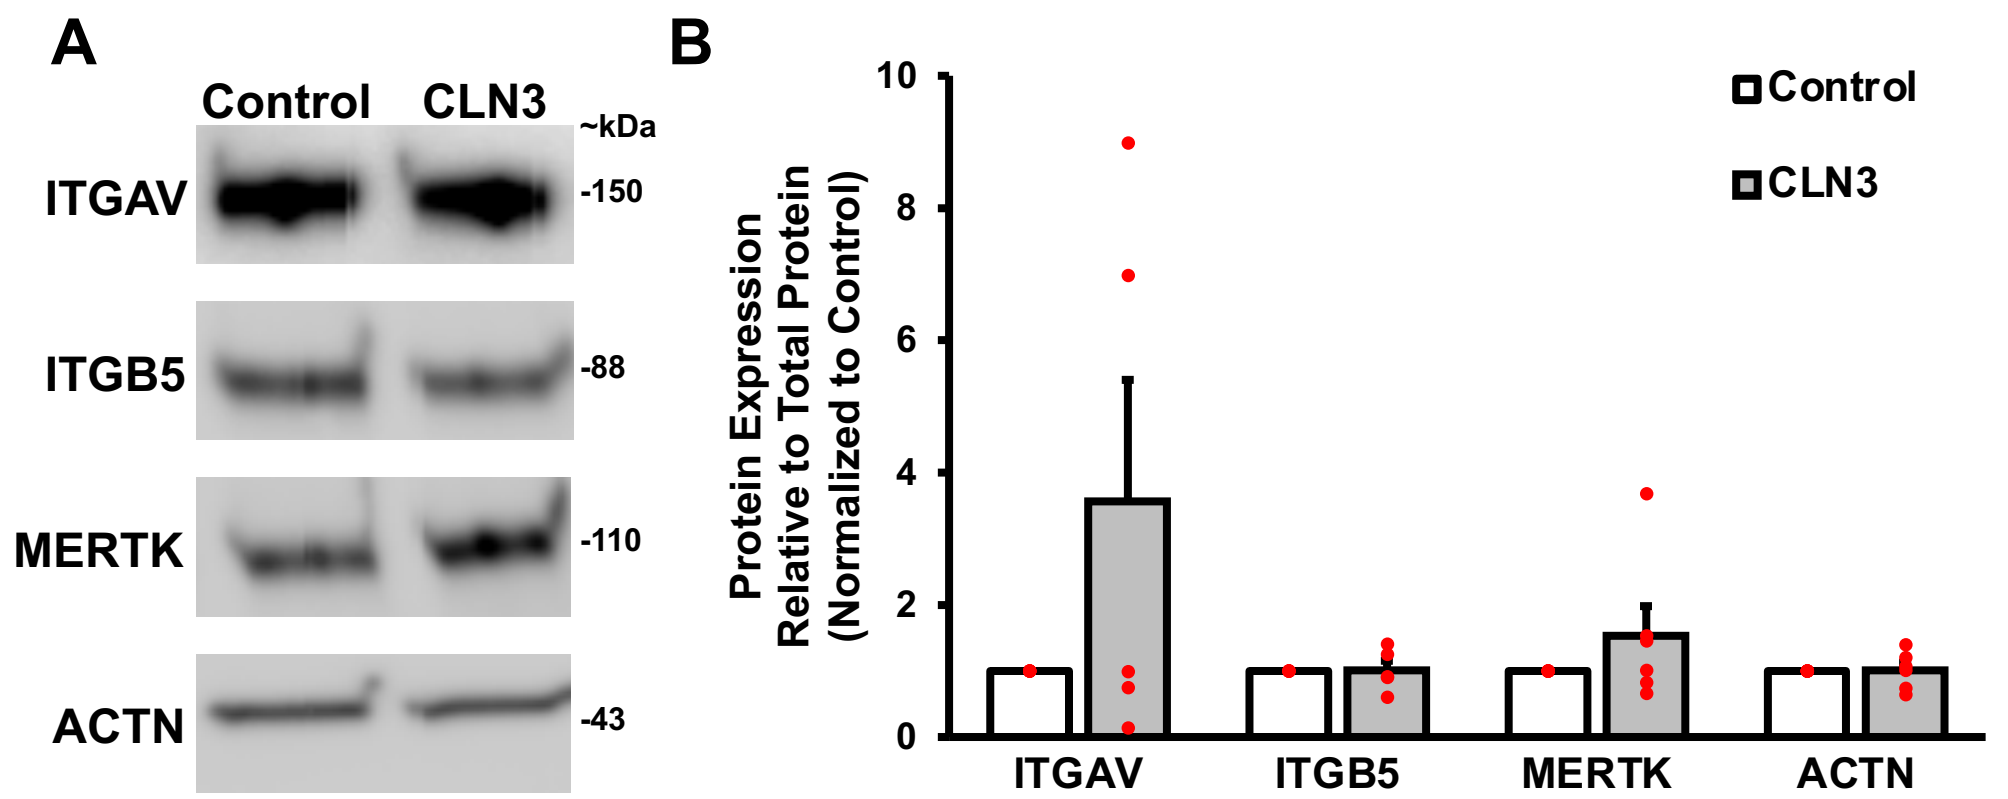 A
Control CLN3
~kDa
ITGAV
-150
ITGB5
-88
MERTK
-110
ACTN
-43
B
Protein Expression
Relative to Total Protein
(Normalized to Control)
10
8
6
4
2
0
ITGAV ITGB5 MERTK ACTN
Control
CLN3